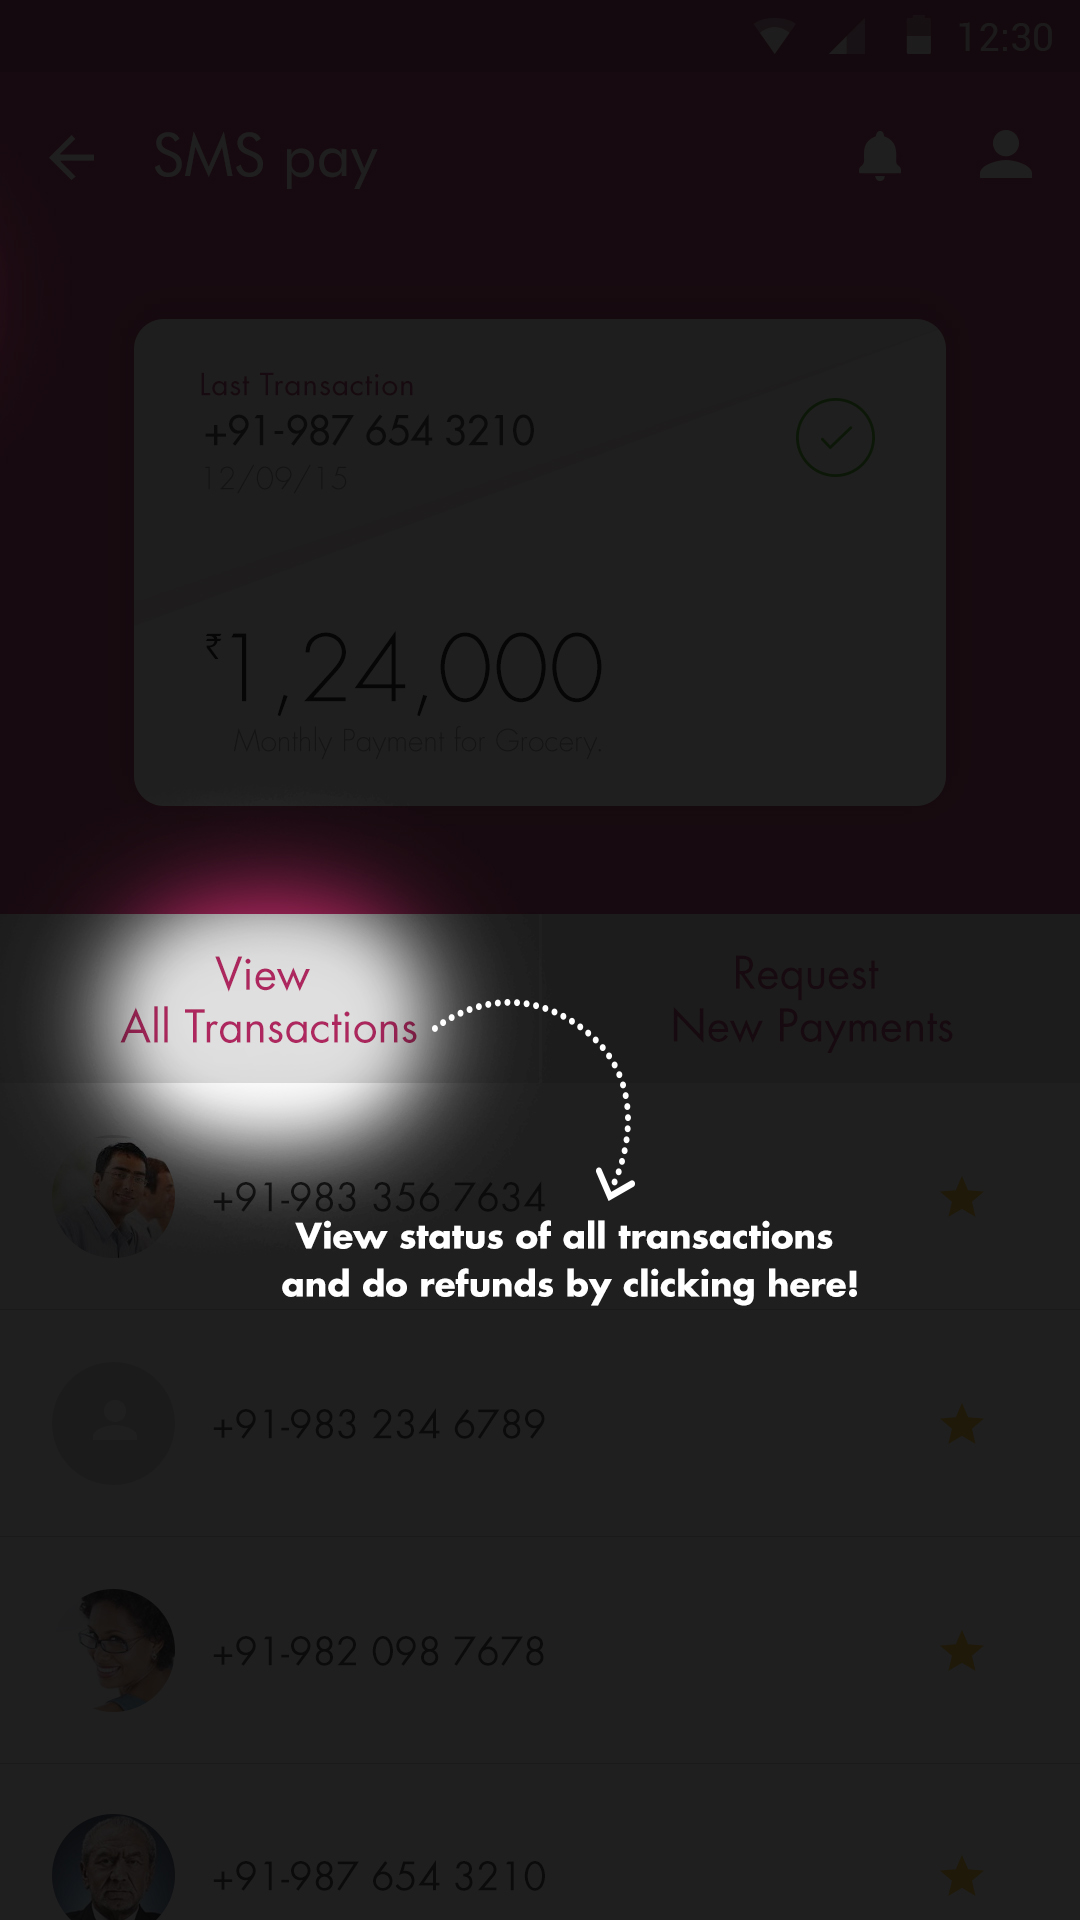 12:30
SMS pay
Last Transaction
+91-987 654 3210
12/09/15
₹1,24,000
Monthly Payment for Grocery.
View
All Transactions
Request
New Payments
+91-983 356 7634
View status of all transactions
and do refunds by clicking here!
+91-983 234 6789
+91-982 098 7678
+91-987 654 3210